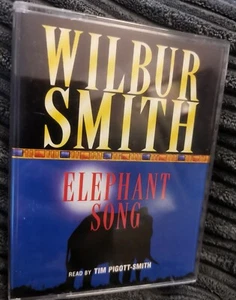 WILBUR
SMITH
ELEPHANT
SONG
READ BY TIM PIGOTT-SMITH